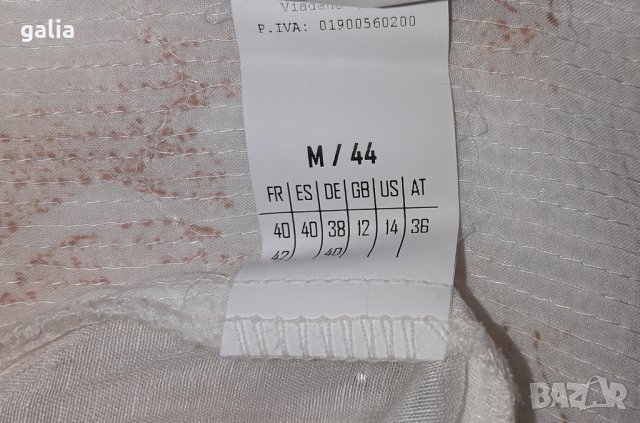 galia
Viadana
P.IVA: 01900560200
M / 44
FR ES DE GB US AT
40 40 38 12 14 36
42 40
BAZAR